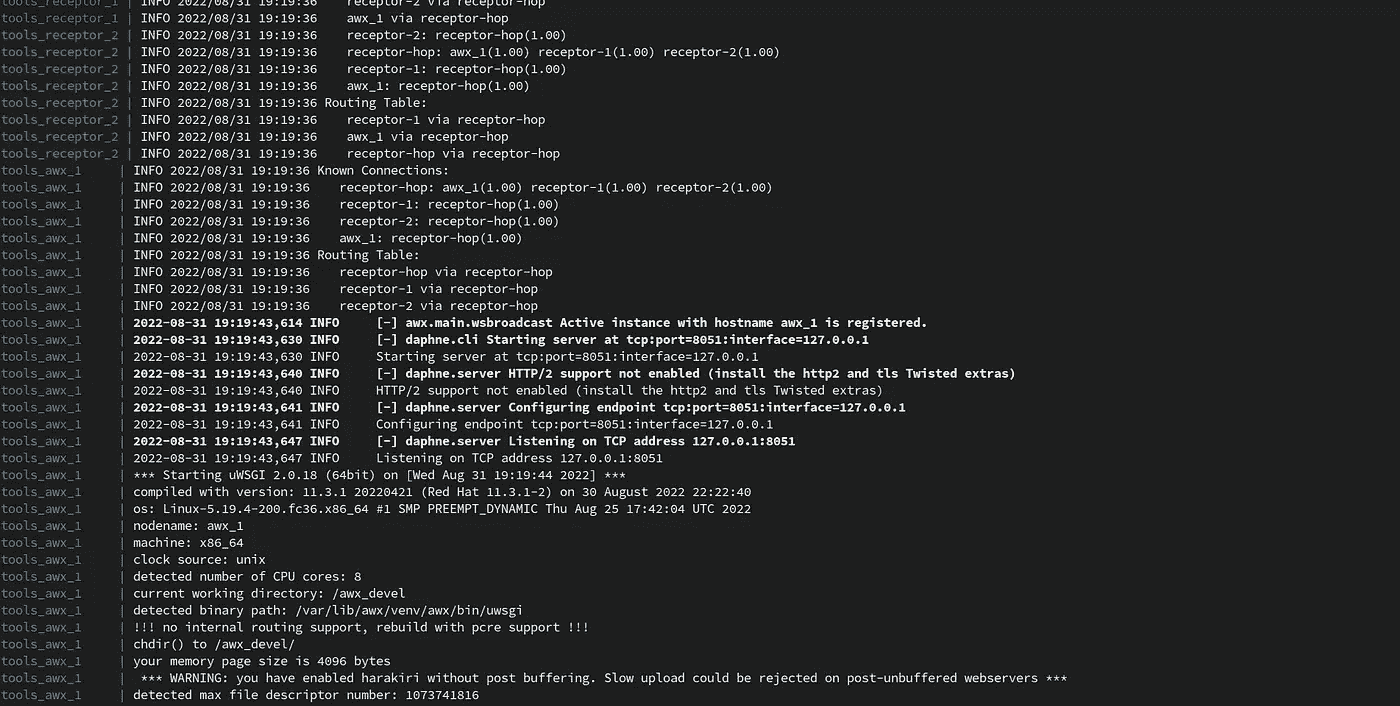 tools_receptor_1 | INFO 2022/08/31 19:19:36    receptor-2 via receptor-hop
tools_receptor_1 | INFO 2022/08/31 19:19:36    awx_1 via receptor-hop
tools_receptor_2 | INFO 2022/08/31 19:19:36    receptor-2: receptor-hop(1.00)
tools_receptor_2 | INFO 2022/08/31 19:19:36    receptor-hop: awx_1(1.00) receptor-1(1.00) receptor-2(1.00)
tools_receptor_2 | INFO 2022/08/31 19:19:36    receptor-1: receptor-hop(1.00)
tools_receptor_2 | INFO 2022/08/31 19:19:36    awx_1: receptor-hop(1.00)
tools_receptor_2 | INFO 2022/08/31 19:19:36 Routing Table:
tools_receptor_2 | INFO 2022/08/31 19:19:36    receptor-1 via receptor-hop
tools_receptor_2 | INFO 2022/08/31 19:19:36    awx_1 via receptor-hop
tools_receptor_2 | INFO 2022/08/31 19:19:36    receptor-hop via receptor-hop
tools_awx_1      | INFO 2022/08/31 19:19:36 Known Connections:
tools_awx_1      | INFO 2022/08/31 19:19:36    receptor-hop: awx_1(1.00) receptor-1(1.00) receptor-2(1.00)
tools_awx_1      | INFO 2022/08/31 19:19:36    receptor-1: receptor-hop(1.00)
tools_awx_1      | INFO 2022/08/31 19:19:36    receptor-2: receptor-hop(1.00)
tools_awx_1      | INFO 2022/08/31 19:19:36    awx_1: receptor-hop(1.00)
tools_awx_1      | INFO 2022/08/31 19:19:36 Routing Table:
tools_awx_1      | INFO 2022/08/31 19:19:36    receptor-hop via receptor-hop
tools_awx_1      | INFO 2022/08/31 19:19:36    receptor-1 via receptor-hop
tools_awx_1      | INFO 2022/08/31 19:19:36    receptor-2 via receptor-hop
tools_awx_1      | 2022-08-31 19:19:43,614 INFO     [-] awx.main.wsbroadcast Active instance with hostname awx_1 is registered.
tools_awx_1      | 2022-08-31 19:19:43,630 INFO     [-] daphne.cli Starting server at tcp:port=8051:interface=127.0.0.1
tools_awx_1      | 2022-08-31 19:19:43,630 INFO     Starting server at tcp:port=8051:interface=127.0.0.1
tools_awx_1      | 2022-08-31 19:19:43,640 INFO     [-] daphne.server HTTP/2 support not enabled (install the http2 and tls Twisted extras)
tools_awx_1      | 2022-08-31 19:19:43,640 INFO     HTTP/2 support not enabled (install the http2 and tls Twisted extras)
tools_awx_1      | 2022-08-31 19:19:43,641 INFO     [-] daphne.server Configuring endpoint tcp:port=8051:interface=127.0.0.1
tools_awx_1      | 2022-08-31 19:19:43,641 INFO     Configuring endpoint tcp:port=8051:interface=127.0.0.1
tools_awx_1      | 2022-08-31 19:19:43,647 INFO     [-] daphne.server Listening on TCP address 127.0.0.1:8051
tools_awx_1      | 2022-08-31 19:19:43,647 INFO     Listening on TCP address 127.0.0.1:8051
tools_awx_1      | *** Starting uWSGI 2.0.18 (64bit) on [Wed Aug 31 19:19:44 2022] ***
tools_awx_1      | compiled with version: 11.3.1 20220421 (Red Hat 11.3.1-2) on 30 August 2022 22:22:40
tools_awx_1      | os: Linux-5.19.4-200.fc36.x86_64 #1 SMP PREEMPT_DYNAMIC Thu Aug 25 17:42:04 UTC 2022
tools_awx_1      | nodename: awx_1
tools_awx_1      | machine: x86_64
tools_awx_1      | clock source: unix
tools_awx_1      | detected number of CPU cores: 8
tools_awx_1      | current working directory: /awx_devel
tools_awx_1      | detected binary path: /var/lib/awx/venv/awx/bin/uwsgi
tools_awx_1      | !!! no internal routing support, rebuild with pcre support !!!
tools_awx_1      | chdir() to /awx_devel/
tools_awx_1      | your memory page size is 4096 bytes
tools_awx_1      |  *** WARNING: you have enabled harakiri without post buffering. Slow upload could be rejected on post-unbuffered webservers ***
tools_awx_1      | detected max file descriptor number: 1073741816